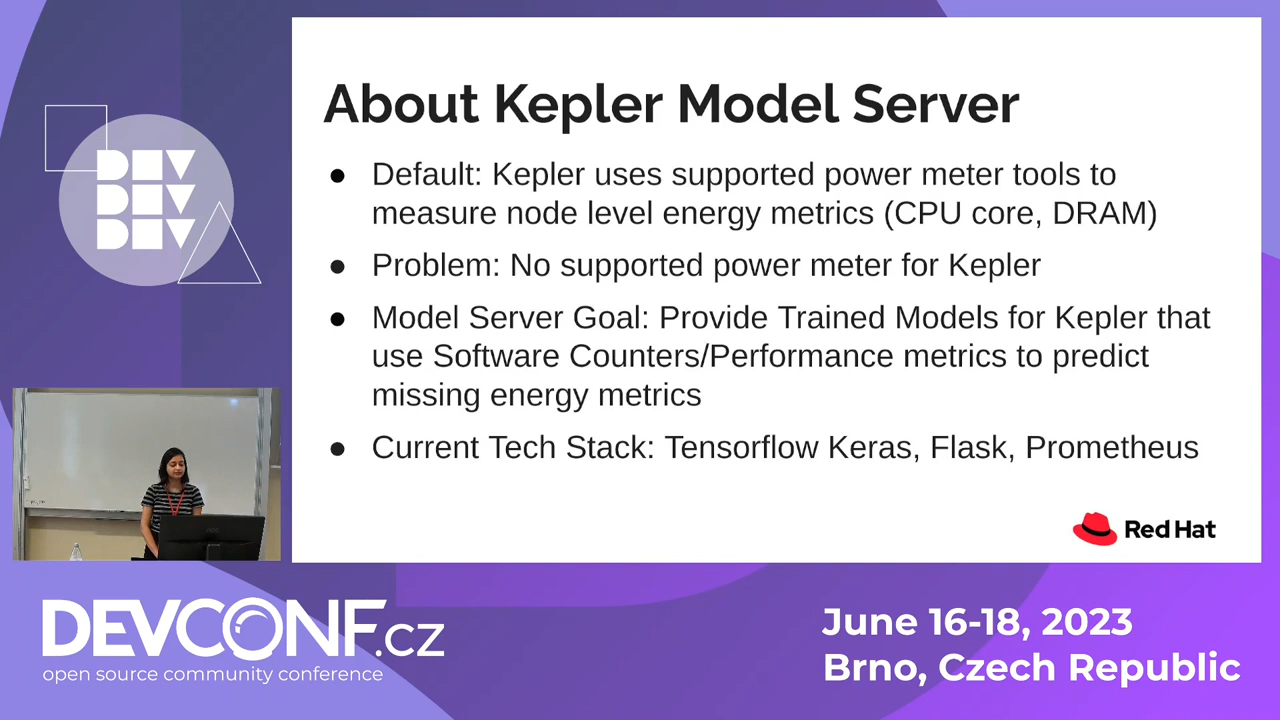 DEV
DEV
DEV
About Kepler Model Server
● Default: Kepler uses supported power meter tools to
measure node level energy metrics (CPU core, DRAM)
● Problem: No supported power meter for Kepler
● Model Server Goal: Provide Trained Models for Kepler that
use Software Counters/Performance metrics to predict
missing energy metrics
● Current Tech Stack: Tensorflow Keras, Flask, Prometheus
Red Hat
DEVCONF.cz
open source community conference
June 16-18, 2023
Brno, Czech Republic